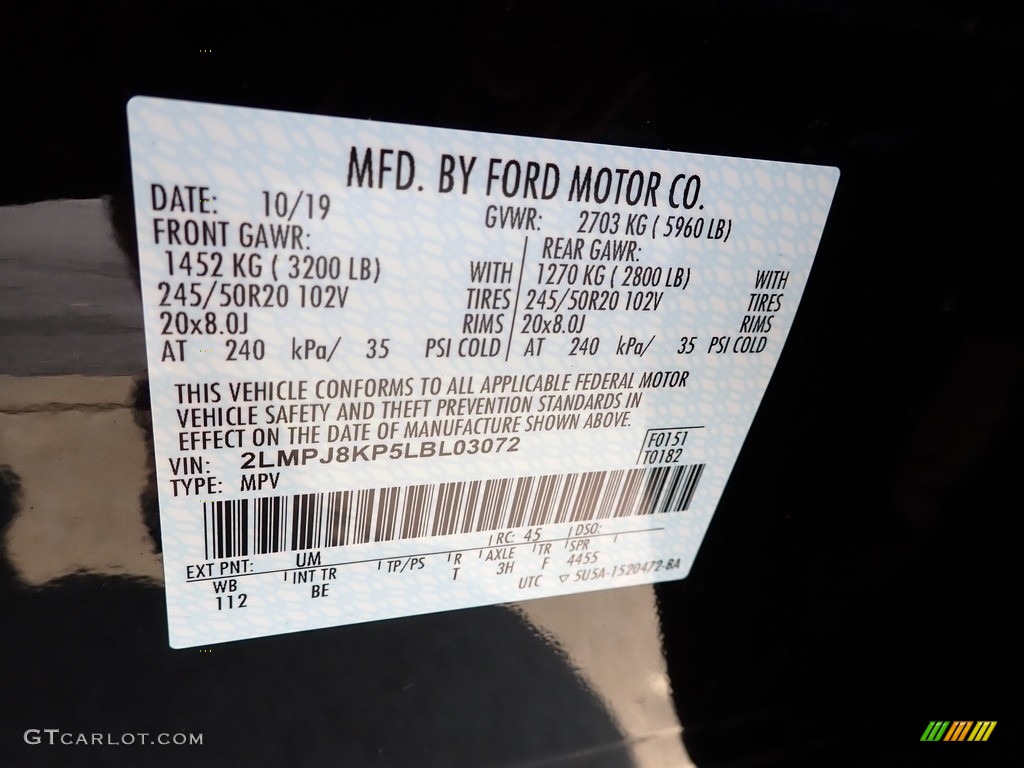 MFD. BY FORD MOTOR CO.
DATE: 10/19 GVWR: 2703 KG ( 5960 LB)
FRONT GAWR: REAR GAWR:
1452 KG ( 3200 LB) WITH 1270 KG ( 2800 LB) WITH
245/50R20 102V TIRES 245/50R20 102V TIRES
20x8.0J RIMS 20x8.0J RIMS
AT 240 kPa/ 35 PSI COLD AT 240 kPa/ 35 PSI COLD
THIS VEHICLE CONFORMS TO ALL APPLICABLE FEDERAL MOTOR
VEHICLE SAFETY AND THEFT PREVENTION STANDARDS IN
EFFECT ON THE DATE OF MANUFACTURE SHOWN ABOVE.
VIN: 2LMPJ8KP5LBL03072 F0151
TYPE: MPV T0182
EXT PNT: UM RC: 45 DSO:
WB INT TR TP/PS R AXLE TR SPR
112 BE T 3H F 4455
UTC ▽ 5U5A-1520472-BA
GTCARLOT.COM